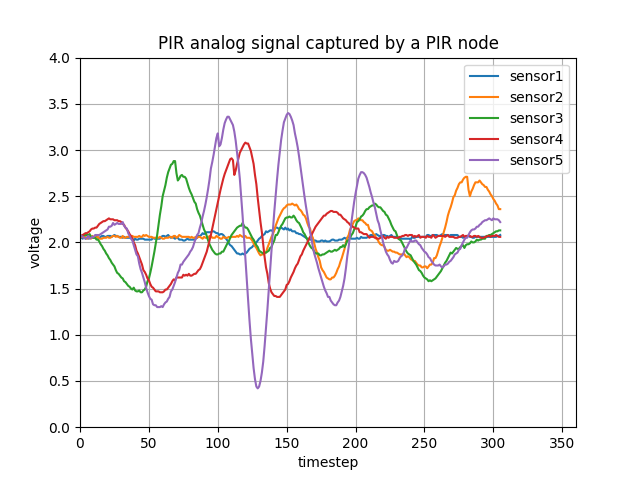 PIR analog signal captured by a PIR node
4.0
3.5
3.0
2.5
2.0
1.5
1.0
0.5
0.0
voltage
sensor1
sensor2
sensor3
sensor4
sensor5
0 50 100 150 200 250 300 350
timestep